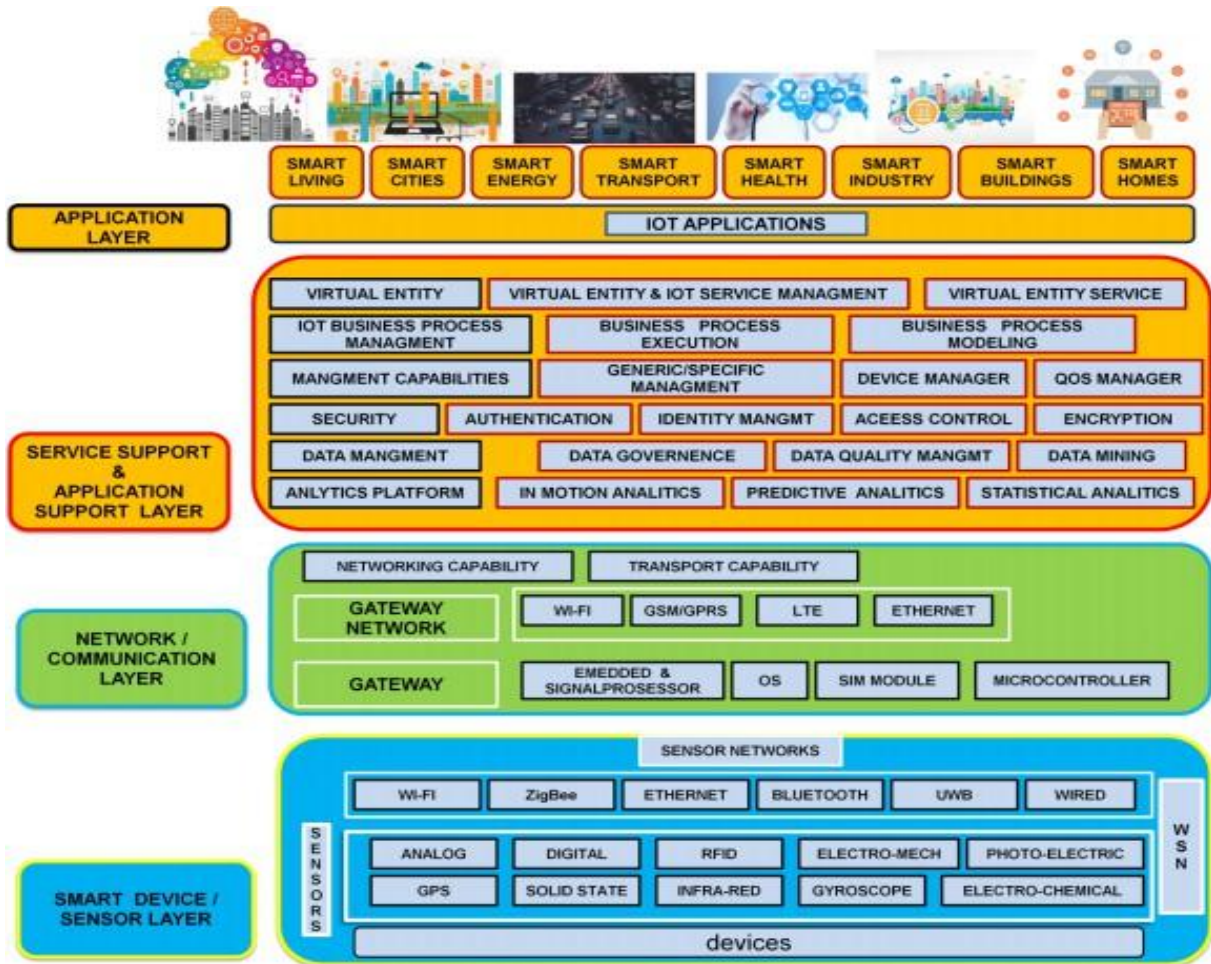 SMART LIVING
SMART CITIES
SMART ENERGY
SMART TRANSPORT
SMART HEALTH
SMART INDUSTRY
SMART BUILDINGS
SMART HOMES
APPLICATION
LAYER
IOT APPLICATIONS
VIRTUAL ENTITY
VIRTUAL ENTITY & IOT SERVICE MANAGMENT
VIRTUAL ENTITY SERVICE
IOT BUSINESS PROCESS
MANAGMENT
BUSINESS PROCESS
EXECUTION
BUSINESS PROCESS
MODELING
MANGMENT CAPABILITIES
GENERIC/SPECIFIC
MANAGMENT
DEVICE MANAGER
QOS MANAGER
SERVICE SUPPORT
&
APPLICATION
SUPPORT LAYER
SECURITY
AUTHENTICATION
IDENTITY MANGMT
ACEESS CONTROL
ENCRYPTION
DATA MANGMENT
DATA GOVERNENCE
DATA QUALITY MANGMT
DATA MINING
ANLYTICS PLATFORM
IN MOTION ANALITICS
PREDICTIVE ANALITICS
STATISTICAL ANALITICS
NETWORK /
COMMUNICATION
LAYER
NETWORKING CAPABILITY
TRANSPORT CAPABILITY
GATEWAY
NETWORK
WI-FI
GSM/GPRS
LTE
ETHERNET
GATEWAY
EMEDDED &
SIGNALPROSESSOR
OS
SIM MODULE
MICROCONTROLLER
SMART DEVICE /
SENSOR LAYER
SENSOR NETWORKS
WI-FI
ZigBee
ETHERNET
BLUETOOTH
UWB
WIRED
SENSORS
WSN
ANALOG
DIGITAL
RFID
ELECTRO-MECH
PHOTO-ELECTRIC
GPS
SOLID STATE
INFRA-RED
GYROSCOPE
ELECTRO-CHEMICAL
devices